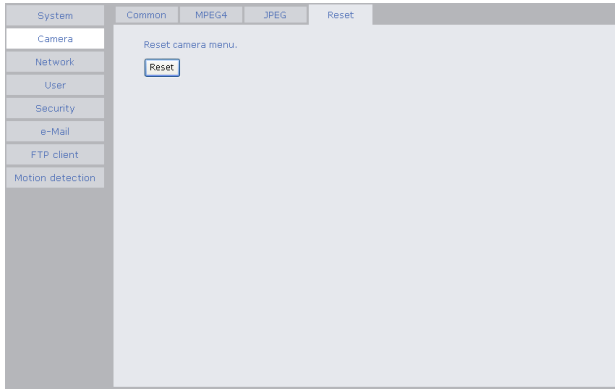 System
Camera
Network
User
Security
e-Mail
FTP client
Motion detection
Common MPEG4 JPEG Reset
Reset camera menu.
Reset